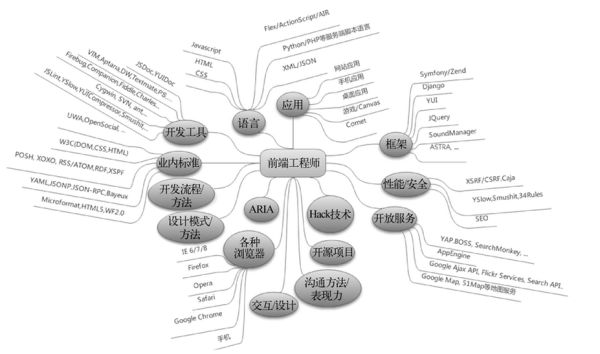 前端工程师
语言
Javascript
HTML
CSS
Flex/ActionScript/AIR
Python/PHP等服务端脚本语言
XML/JSON
应用
网站应用
手机应用
桌面应用
游戏/Canvas
Comet
框架
Symfony/Zend
Django
YUI
JQuery
SoundManager
ASTRA, ...
性能/安全
XSRF/CSRF,Caja
YSlow,Smushit,34Rules
SEO
开放服务
YAP,BOSS, SearchMonkey, ...
AppEngine
Google Ajax API, Flickr Services, Search API,
Google Map, 51Map等地图服务
Hack技术
开源项目
沟通方法/
表现力
交互/设计
各种
浏览器
IE 6/7/8
Firefox
Opera
Safari
Google Chrome
手机
ARIA
设计模式/
方法
开发流程/
方法
业内标准
UWA,OpenSocial, ...
W3C(DOM,CSS,HTML)
POSH, XOXO, RSS/ATOM,RDF,XSPF
YAML,JSONP,JSON-RPC,Bayeux
Microformat,HTML5,WF2.0
开发工具
JSDoc,YUIDoc
VIM,Aptana,DW,Textmate,PS...
Firebug,Companion,Fiddle,Charles...
Cygwin, SVN, ant,...
JSLint,YSlow,YUICompressor,Smushit,...